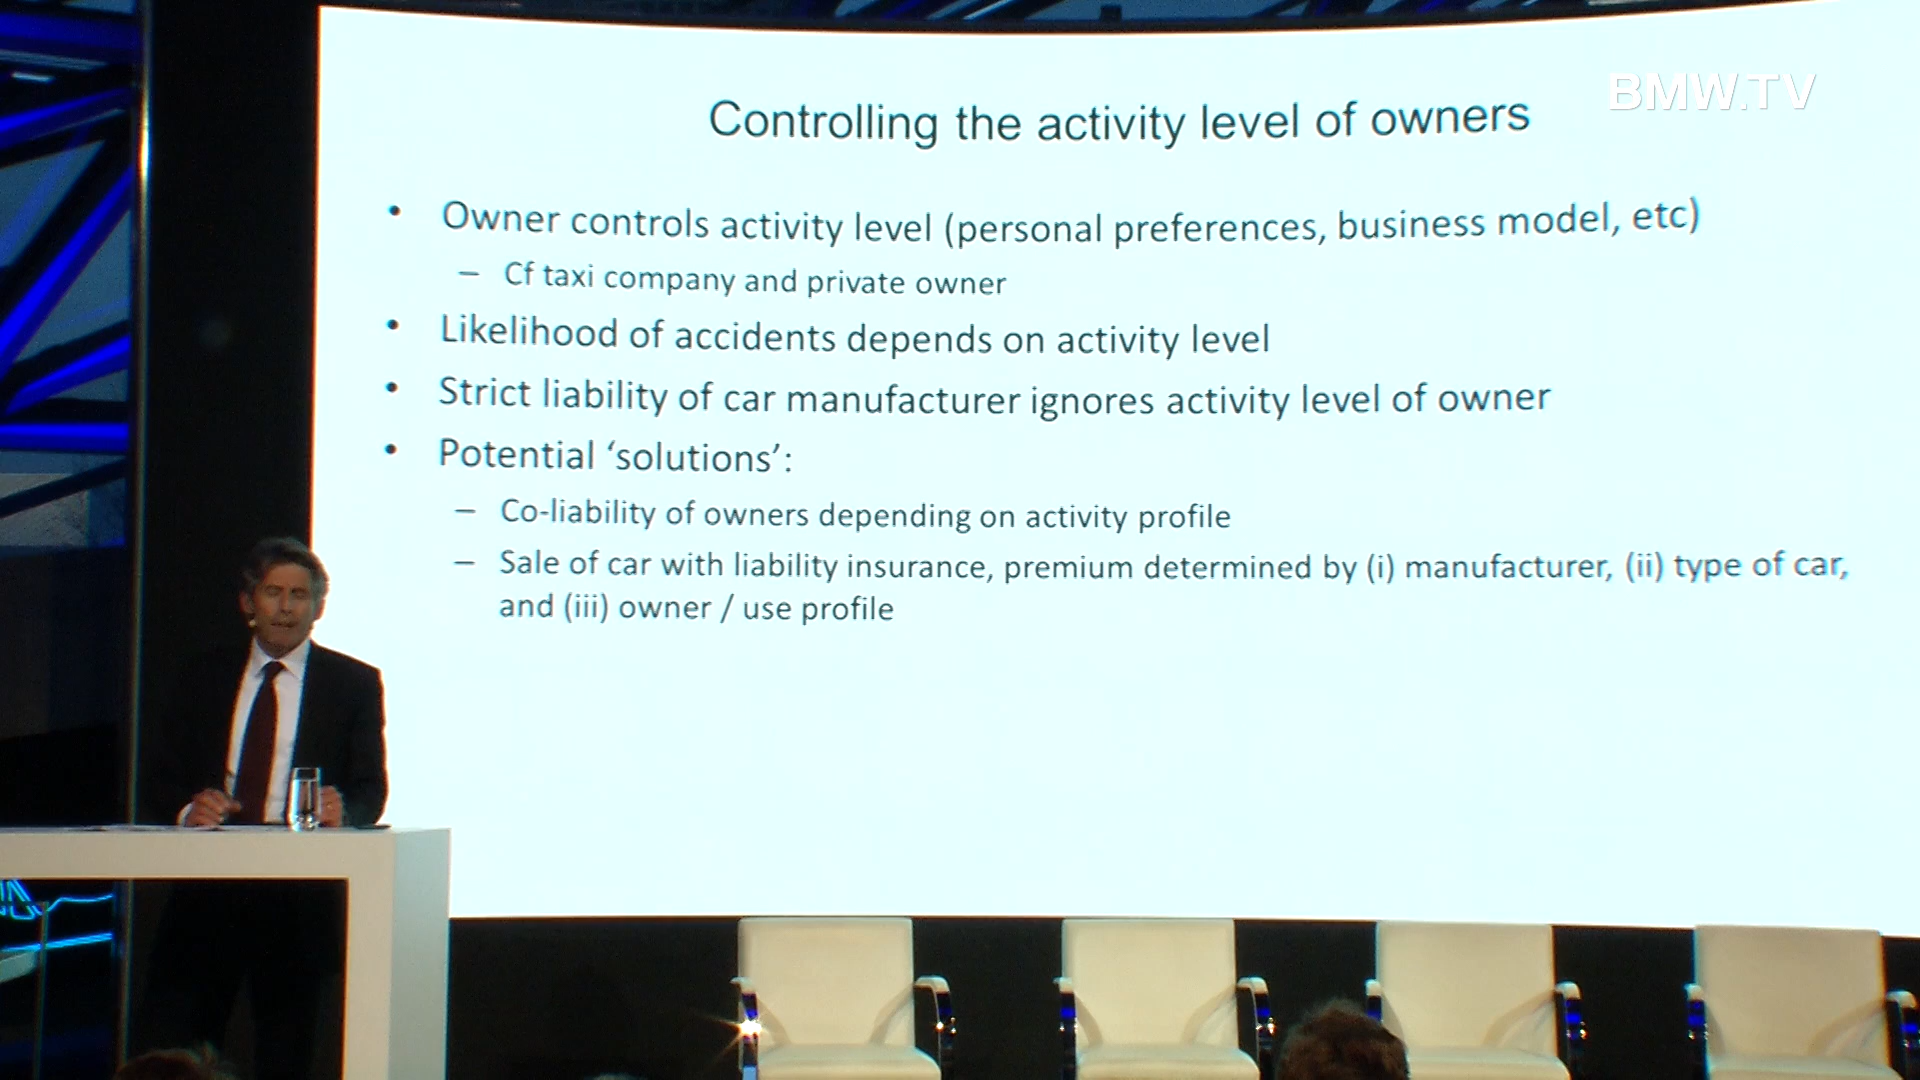 BMW.TV
Controlling the activity level of owners
• Owner controls activity level (personal preferences, business model, etc)
– Cf taxi company and private owner
• Likelihood of accidents depends on activity level
• Strict liability of car manufacturer ignores activity level of owner
• Potential ‘solutions’:
– Co-liability of owners depending on activity profile
– Sale of car with liability insurance, premium determined by (i) manufacturer, (ii) type of car,
and (iii) owner / use profile